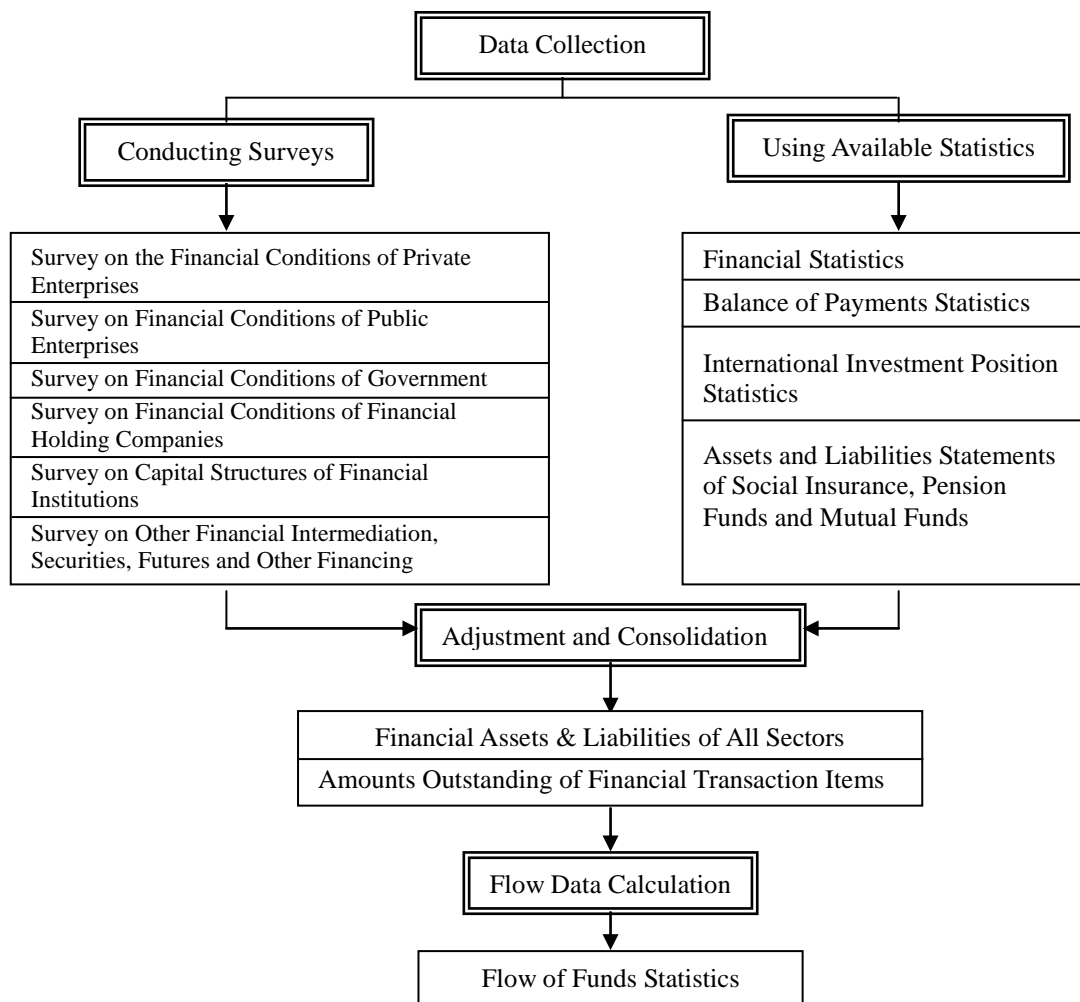 Data Collection
Conducting Surveys
Using Available Statistics
Survey on the Financial Conditions of Private
Enterprises
Survey on Financial Conditions of Public
Enterprises
Survey on Financial Conditions of Government
Survey on Financial Conditions of Financial
Holding Companies
Survey on Capital Structures of Financial
Institutions
Survey on Other Financial Intermediation,
Securities, Futures and Other Financing
Financial Statistics
Balance of Payments Statistics
International Investment Position
Statistics
Assets and Liabilities Statements
of Social Insurance, Pension
Funds and Mutual Funds
Adjustment and Consolidation
Financial Assets & Liabilities of All Sectors
Amounts Outstanding of Financial Transaction Items
Flow Data Calculation
Flow of Funds Statistics